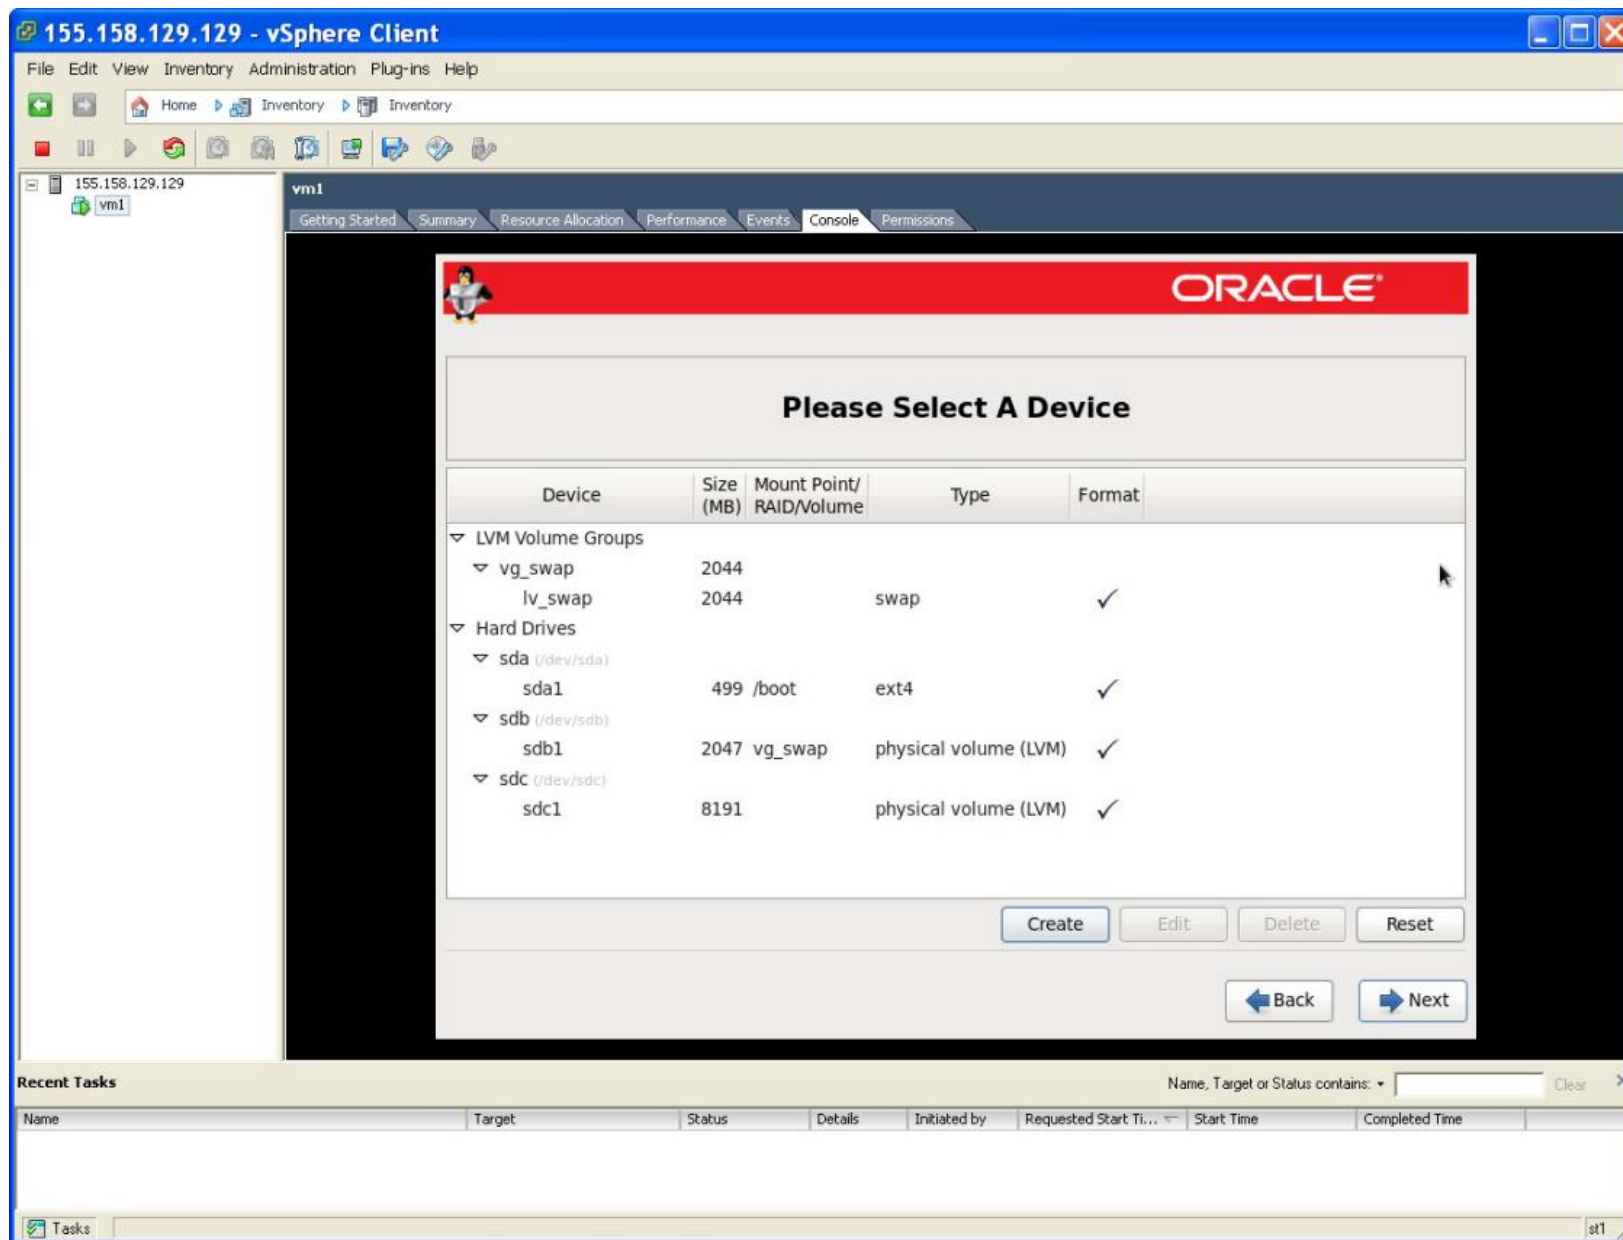 155.158.129.129 - vSphere Client
File Edit View Inventory Administration Plug-ins Help
Home Inventory Inventory
155.158.129.129
vm1
vm1
Getting Started Summary Resource Allocation Performance Events Console Permissions
ORACLE
Please Select A Device
Device Size (MB) Mount Point/ RAID/Volume Type Format
LVM Volume Groups
vg_swap 2044
lv_swap 2044 swap ✓
Hard Drives
sda (/dev/sda)
sda1 499 /boot ext4 ✓
sdb (/dev/sdb)
sdb1 2047 vg_swap physical volume (LVM) ✓
sdc (/dev/sdc)
sdc1 8191 physical volume (LVM) ✓
Create Edit Delete Reset
Back Next
Recent Tasks Name, Target or Status contains: Clear
Name Target Status Details Initiated by Requested Start Ti... Start Time Completed Time
Tasks st1